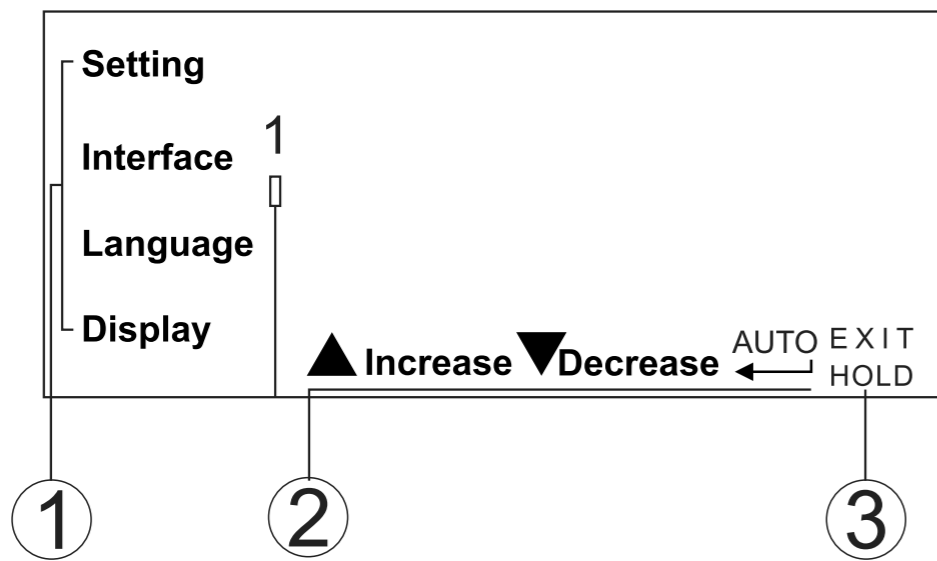 Setting
Interface 1
Language
Display
▲ Increase ▼Decrease AUTO EXIT
HOLD
1 2 3